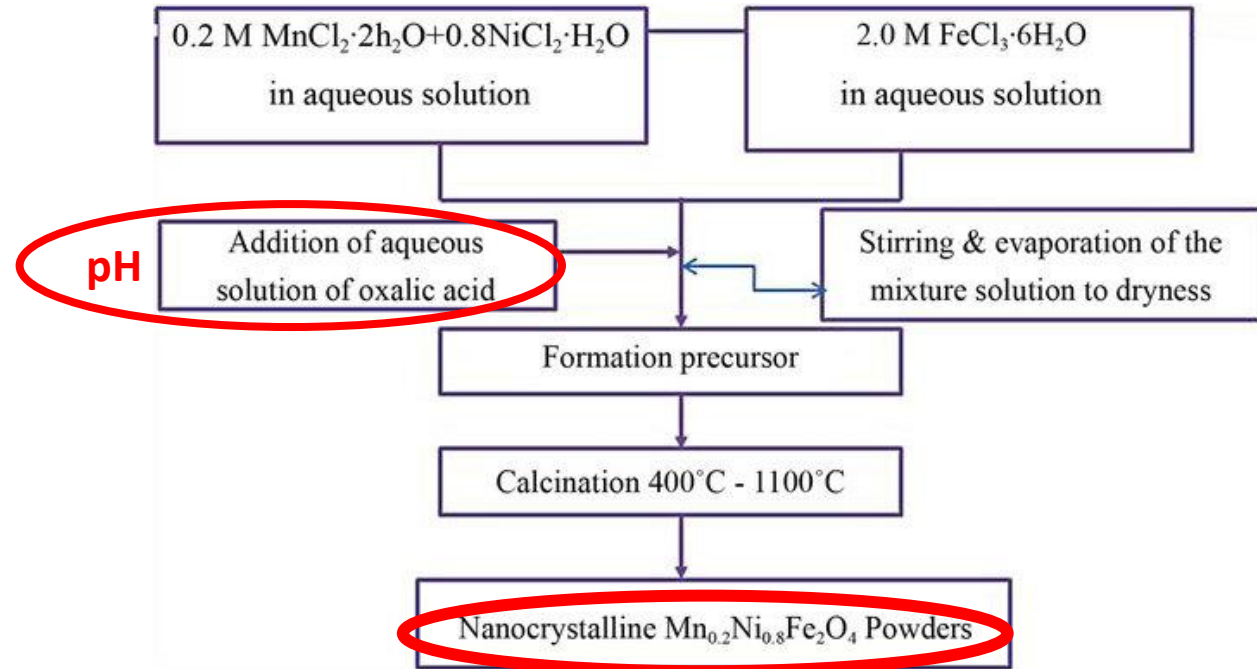 0.2 M MnCl₂·2h₂O+0.8NiCl₂·H₂O
in aqueous solution
2.0 M FeCl₃·6H₂O
in aqueous solution
pH
Addition of aqueous
solution of oxalic acid
Stirring & evaporation of the
mixture solution to dryness
Formation precursor
Calcination 400˚C - 1100˚C
Nanocrystalline Mn₀.₂Ni₀.₈Fe₂O₄ Powders